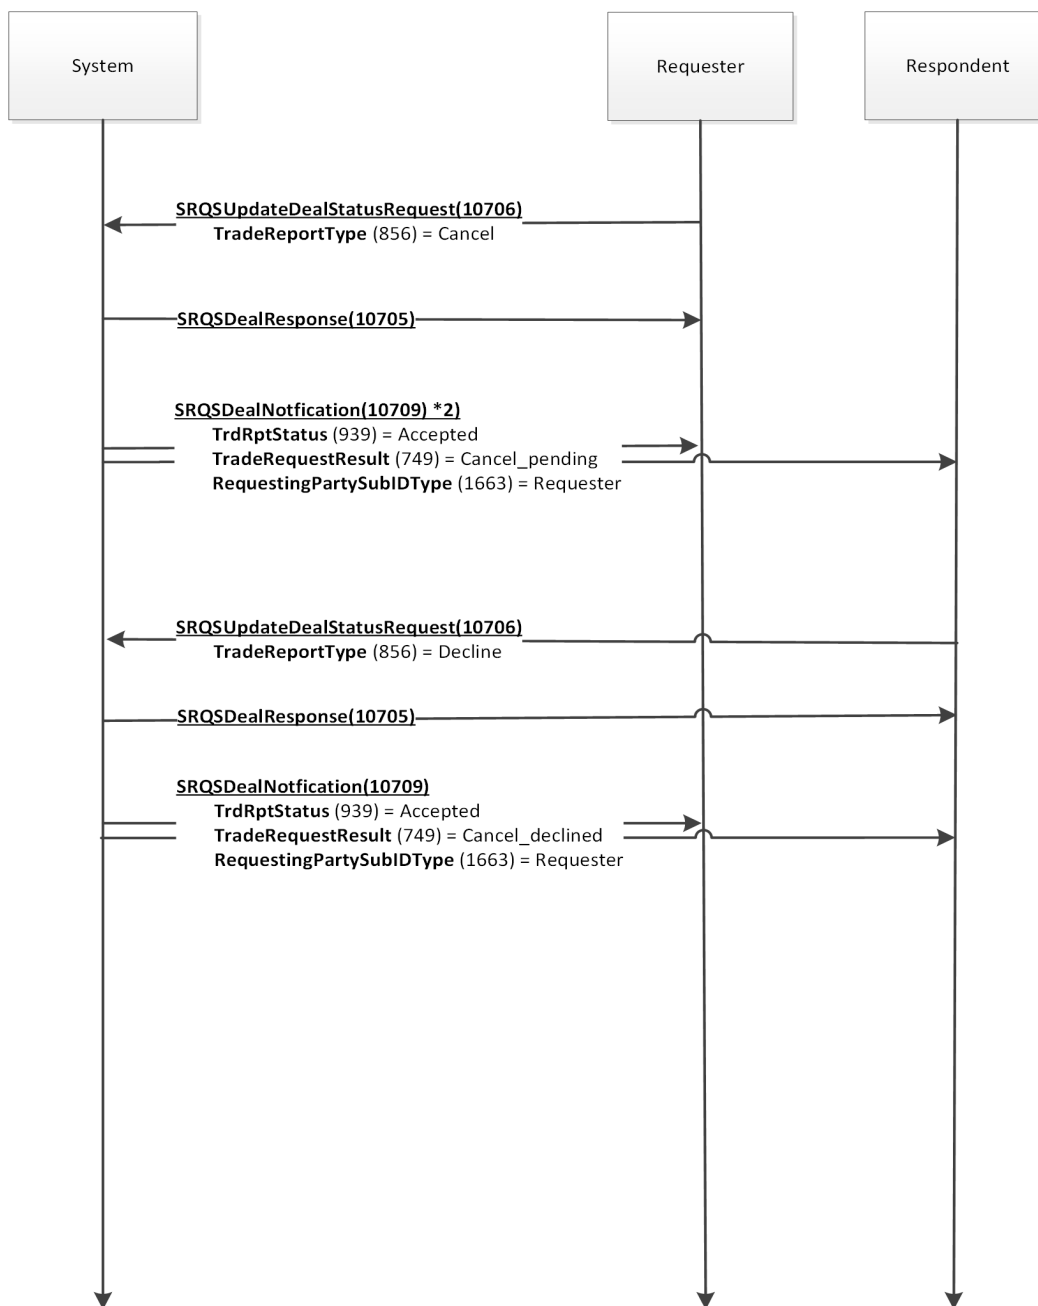 System
Requester
Respondent
SRQSUpdateDealStatusRequest(10706)
TradeReportType (856) = Cancel
SRQSDealResponse(10705)
SRQSDealNotfication(10709) *2)
TrdRptStatus (939) = Accepted
TradeRequestResult (749) = Cancel_pending
RequestingPartySubIDType (1663) = Requester
SRQSUpdateDealStatusRequest(10706)
TradeReportType (856) = Decline
SRQSDealResponse(10705)
SRQSDealNotfication(10709)
TrdRptStatus (939) = Accepted
TradeRequestResult (749) = Cancel_declined
RequestingPartySubIDType (1663) = Requester